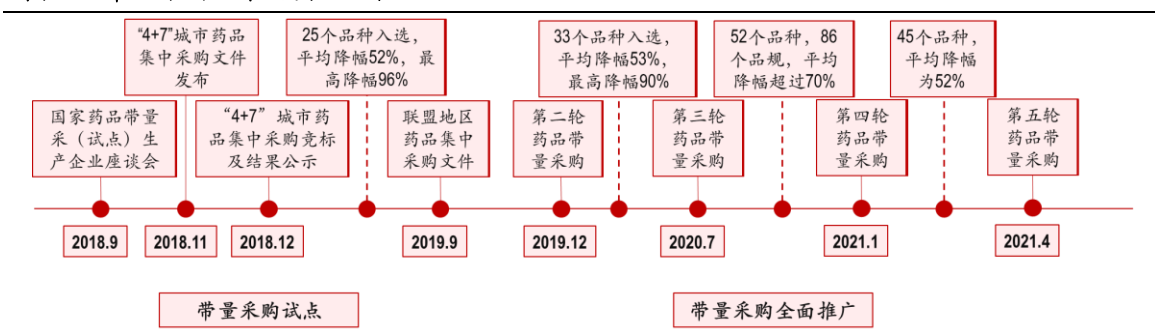 “4+7”城市药品
集中采购文件
发布
25个品种入选，
平均降幅52%，最
高降幅96%
33个品种入选，
平均降幅53%，
最高降幅90%
52个品种，86
个品规，平均
降幅超过70%
45个品种，
平均降幅
为52%
国家药品带量
采（试点）生
产企业座谈会
“4+7”城市药
品集中采购竞标
及结果公示
联盟地区
药品集中
采购文件
第二轮
药品带
量采购
第三轮
药品带
量采购
第四轮
药品带
量采购
第五轮
药品带
量采购
2018.9
2018.11
2018.12
2019.9
2019.12
2020.7
2021.1
2021.4
带量采购试点
带量采购全面推广